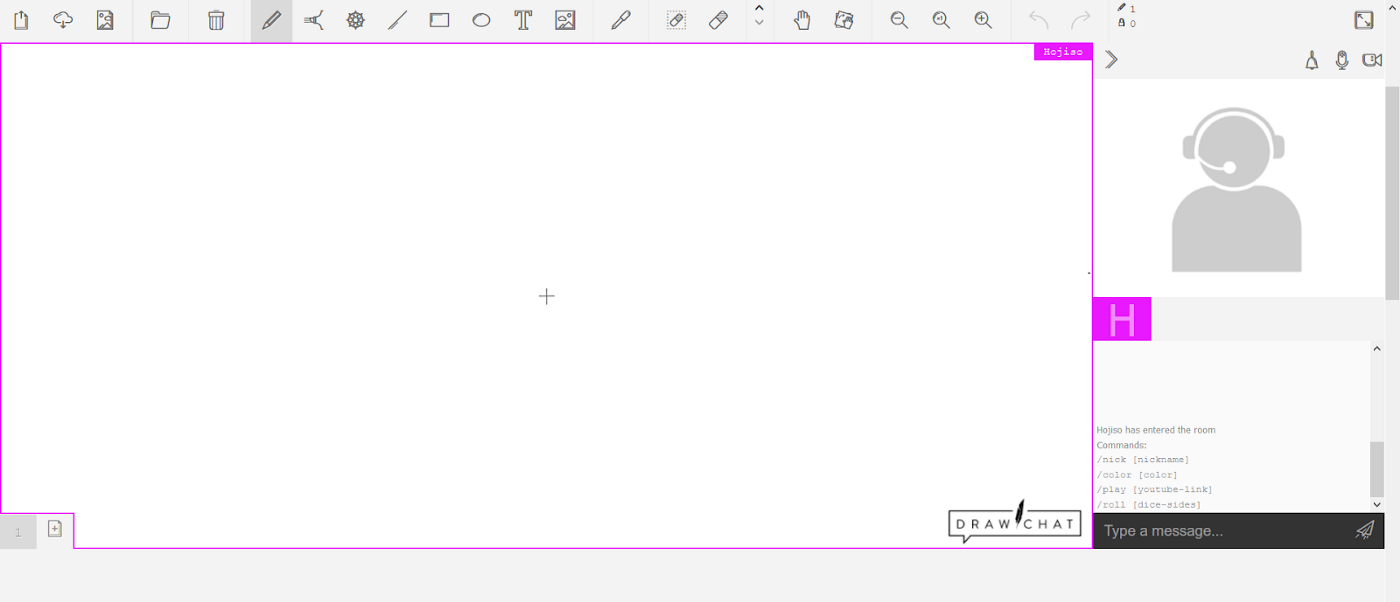 1
0
Hojiso
H
Hojiso has entered the room
Commands:
/nick [nickname]
/color [color]
/play [youtube-link]
/roll [dice-sides]
1
DRAW CHAT
Type a message...